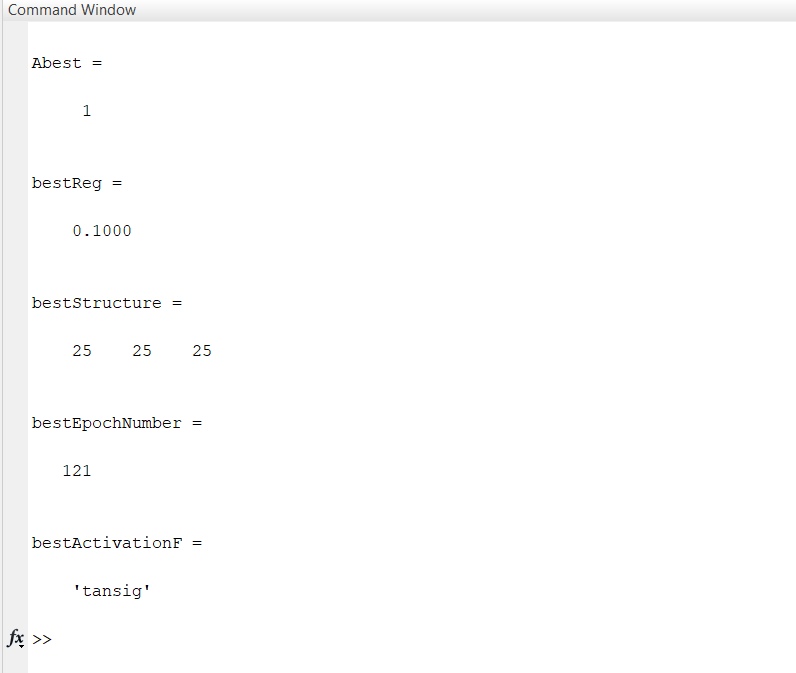 Command Window
Abest =
1
bestReg =
0.1000
bestStructure =
25 25 25
bestEpochNumber =
121
bestActivationF =
'tansig'
fx >>